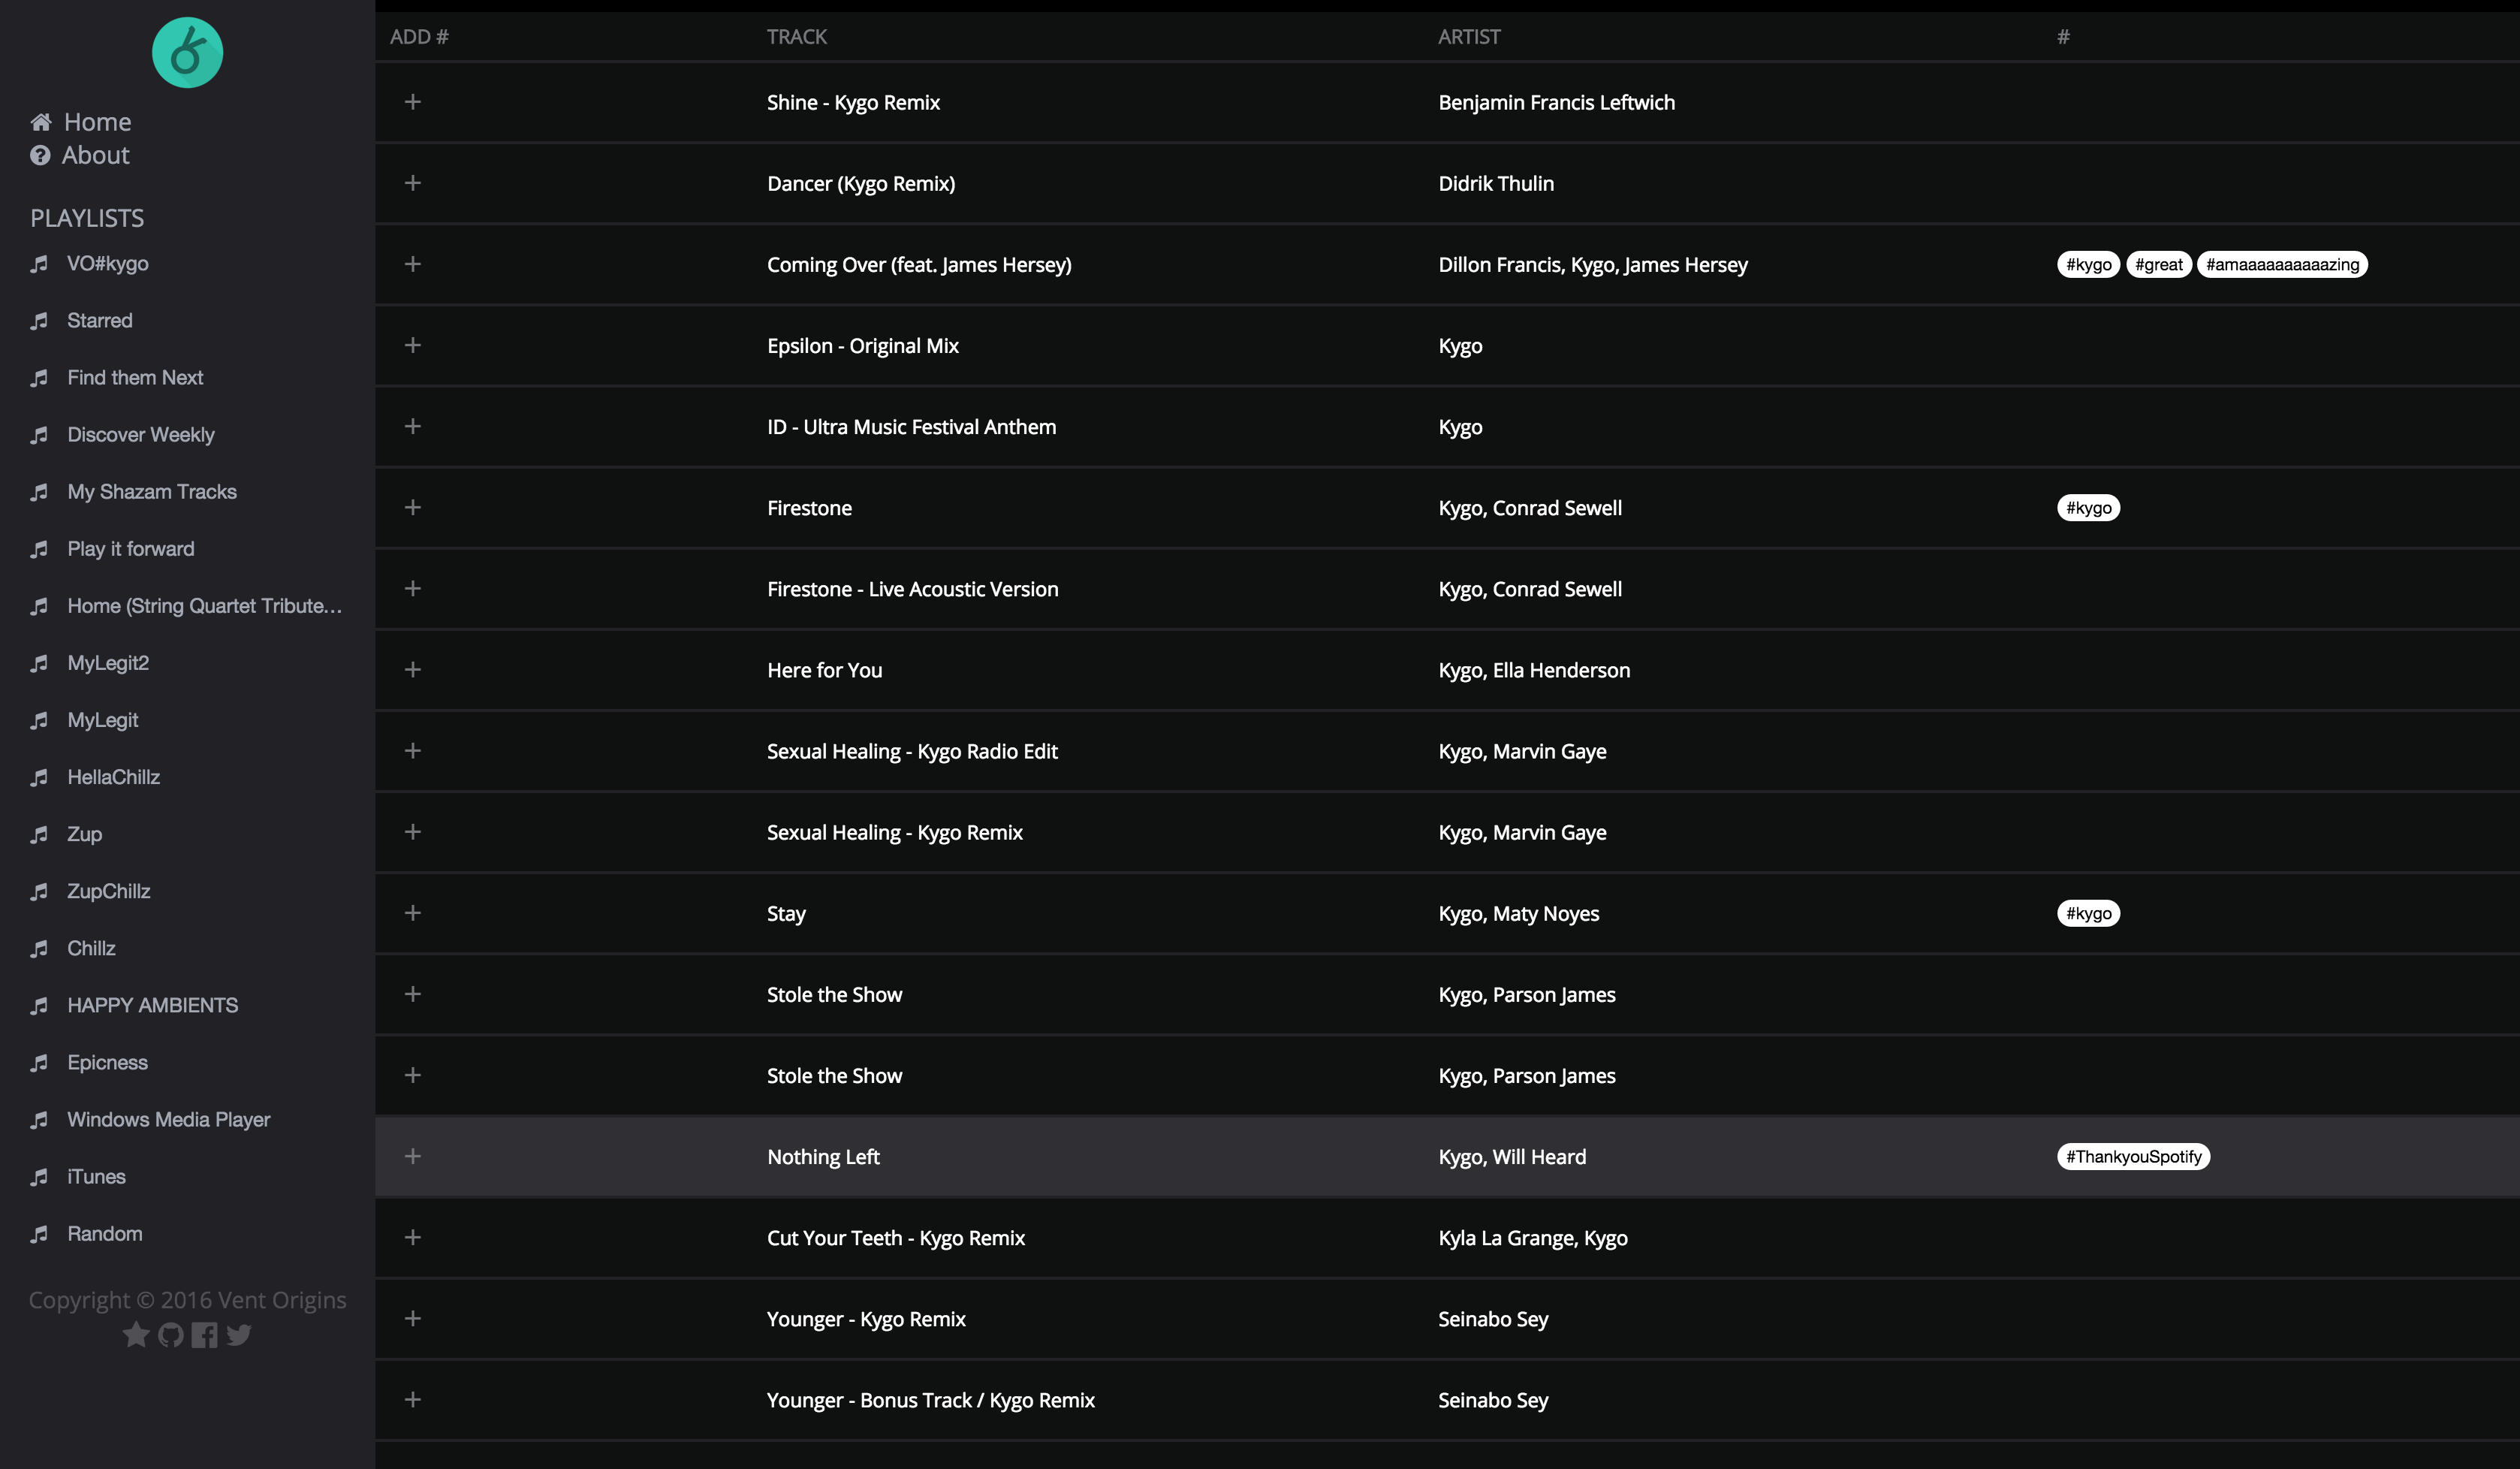 Home
About
PLAYLISTS
VO#kygo
Starred
Find them Next
Discover Weekly
My Shazam Tracks
Play it forward
Home (String Quartet Tribute...
MyLegit2
MyLegit
HellaChillz
Zup
ZupChillz
Chillz
HAPPY AMBIENTS
Epicness
Windows Media Player
iTunes
Random
Copyright © 2016 Vent Origins
ADD # TRACK ARTIST #
+ Shine - Kygo Remix Benjamin Francis Leftwich
+ Dancer (Kygo Remix) Didrik Thulin
+ Coming Over (feat. James Hersey) Dillon Francis, Kygo, James Hersey #kygo #great #amaaaaaaaaaazing
+ Epsilon - Original Mix Kygo
+ ID - Ultra Music Festival Anthem Kygo
+ Firestone Kygo, Conrad Sewell #kygo
+ Firestone - Live Acoustic Version Kygo, Conrad Sewell
+ Here for You Kygo, Ella Henderson
+ Sexual Healing - Kygo Radio Edit Kygo, Marvin Gaye
+ Sexual Healing - Kygo Remix Kygo, Marvin Gaye
+ Stay Kygo, Maty Noyes #kygo
+ Stole the Show Kygo, Parson James
+ Stole the Show Kygo, Parson James
+ Nothing Left Kygo, Will Heard #ThankyouSpotify
+ Cut Your Teeth - Kygo Remix Kyla La Grange, Kygo
+ Younger - Kygo Remix Seinabo Sey
+ Younger - Bonus Track / Kygo Remix Seinabo Sey